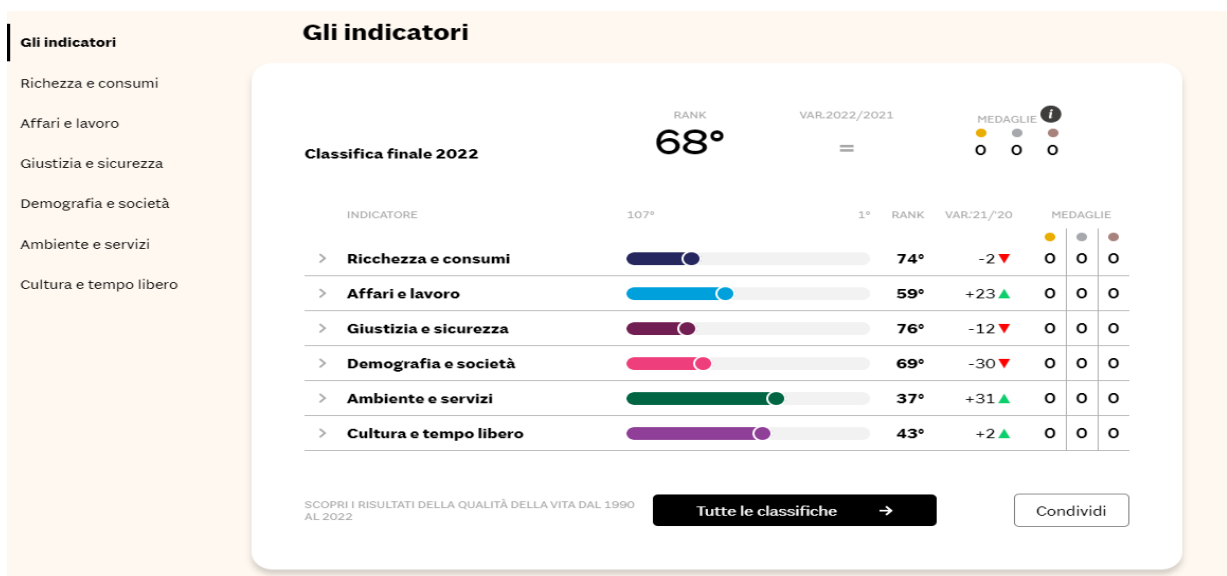 Gli indicatori
Richezza e consumi
Affari e lavoro
Giustizia e sicurezza
Demografia e società
Ambiente e servizi
Cultura e tempo libero
Gli indicatori
RANK VAR.2022/2021 MEDAGLIE i
Classifica finale 2022 68° = 0 0 0
INDICATORE 107° 1° RANK VAR.'21/'20 MEDAGLIE
> Ricchezza e consumi 74° -2▼ 0 0 0
> Affari e lavoro 59° +23▲ 0 0 0
> Giustizia e sicurezza 76° -12▼ 0 0 0
> Demografia e società 69° -30▼ 0 0 0
> Ambiente e servizi 37° +31▲ 0 0 0
> Cultura e tempo libero 43° +2▲ 0 0 0
SCOPRI I RISULTATI DELLA QUALITÀ DELLA VITA DAL 1990
AL 2022
Tutte le classifiche →
Condividi